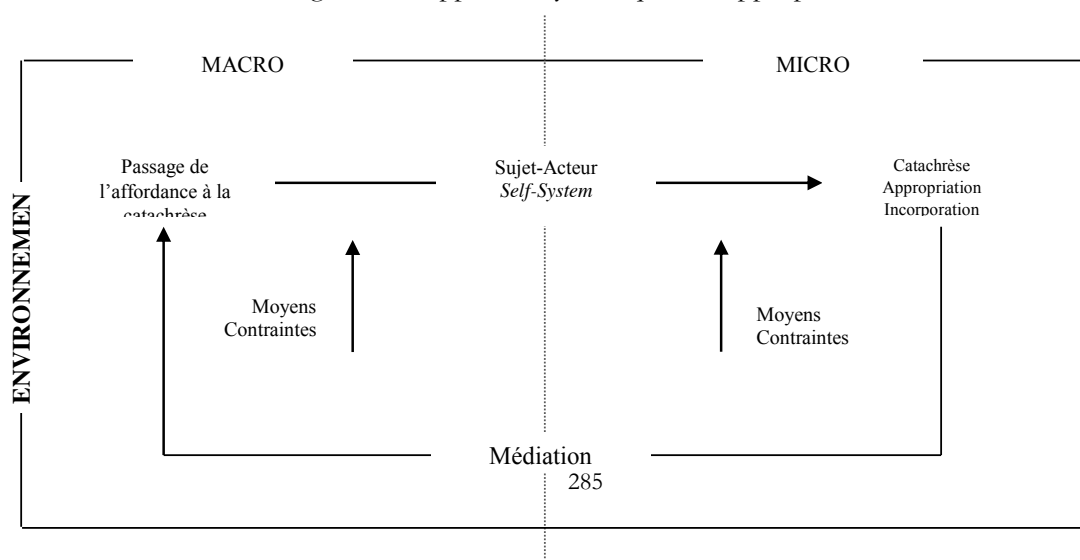 MACRO
MICRO
Passage de
l'affordance à la
catachrèse
Sujet-Acteur
Self-System
Catachrèse
Appropriation
Incorporation
ENVIRONNEMEN
Moyens
Contraintes
Moyens
Contraintes
Médiation
285